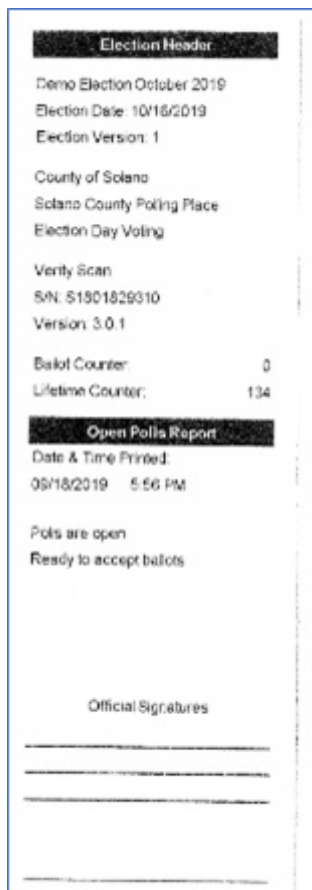 Election Header
Demo Election October 2019
Election Date: 10/16/2019
Election Version: 1
County of Solano
Solano County Polling Place
Election Day Voting
Verity Scan
S/N: S1801829310
Version: 3.0.1
Ballot Counter: 0
Lifetime Counter: 134
Open Polls Report
Date & Time Printed:
09/18/2019 5:56 PM
Polls are open
Ready to accept ballots
Official Signatures